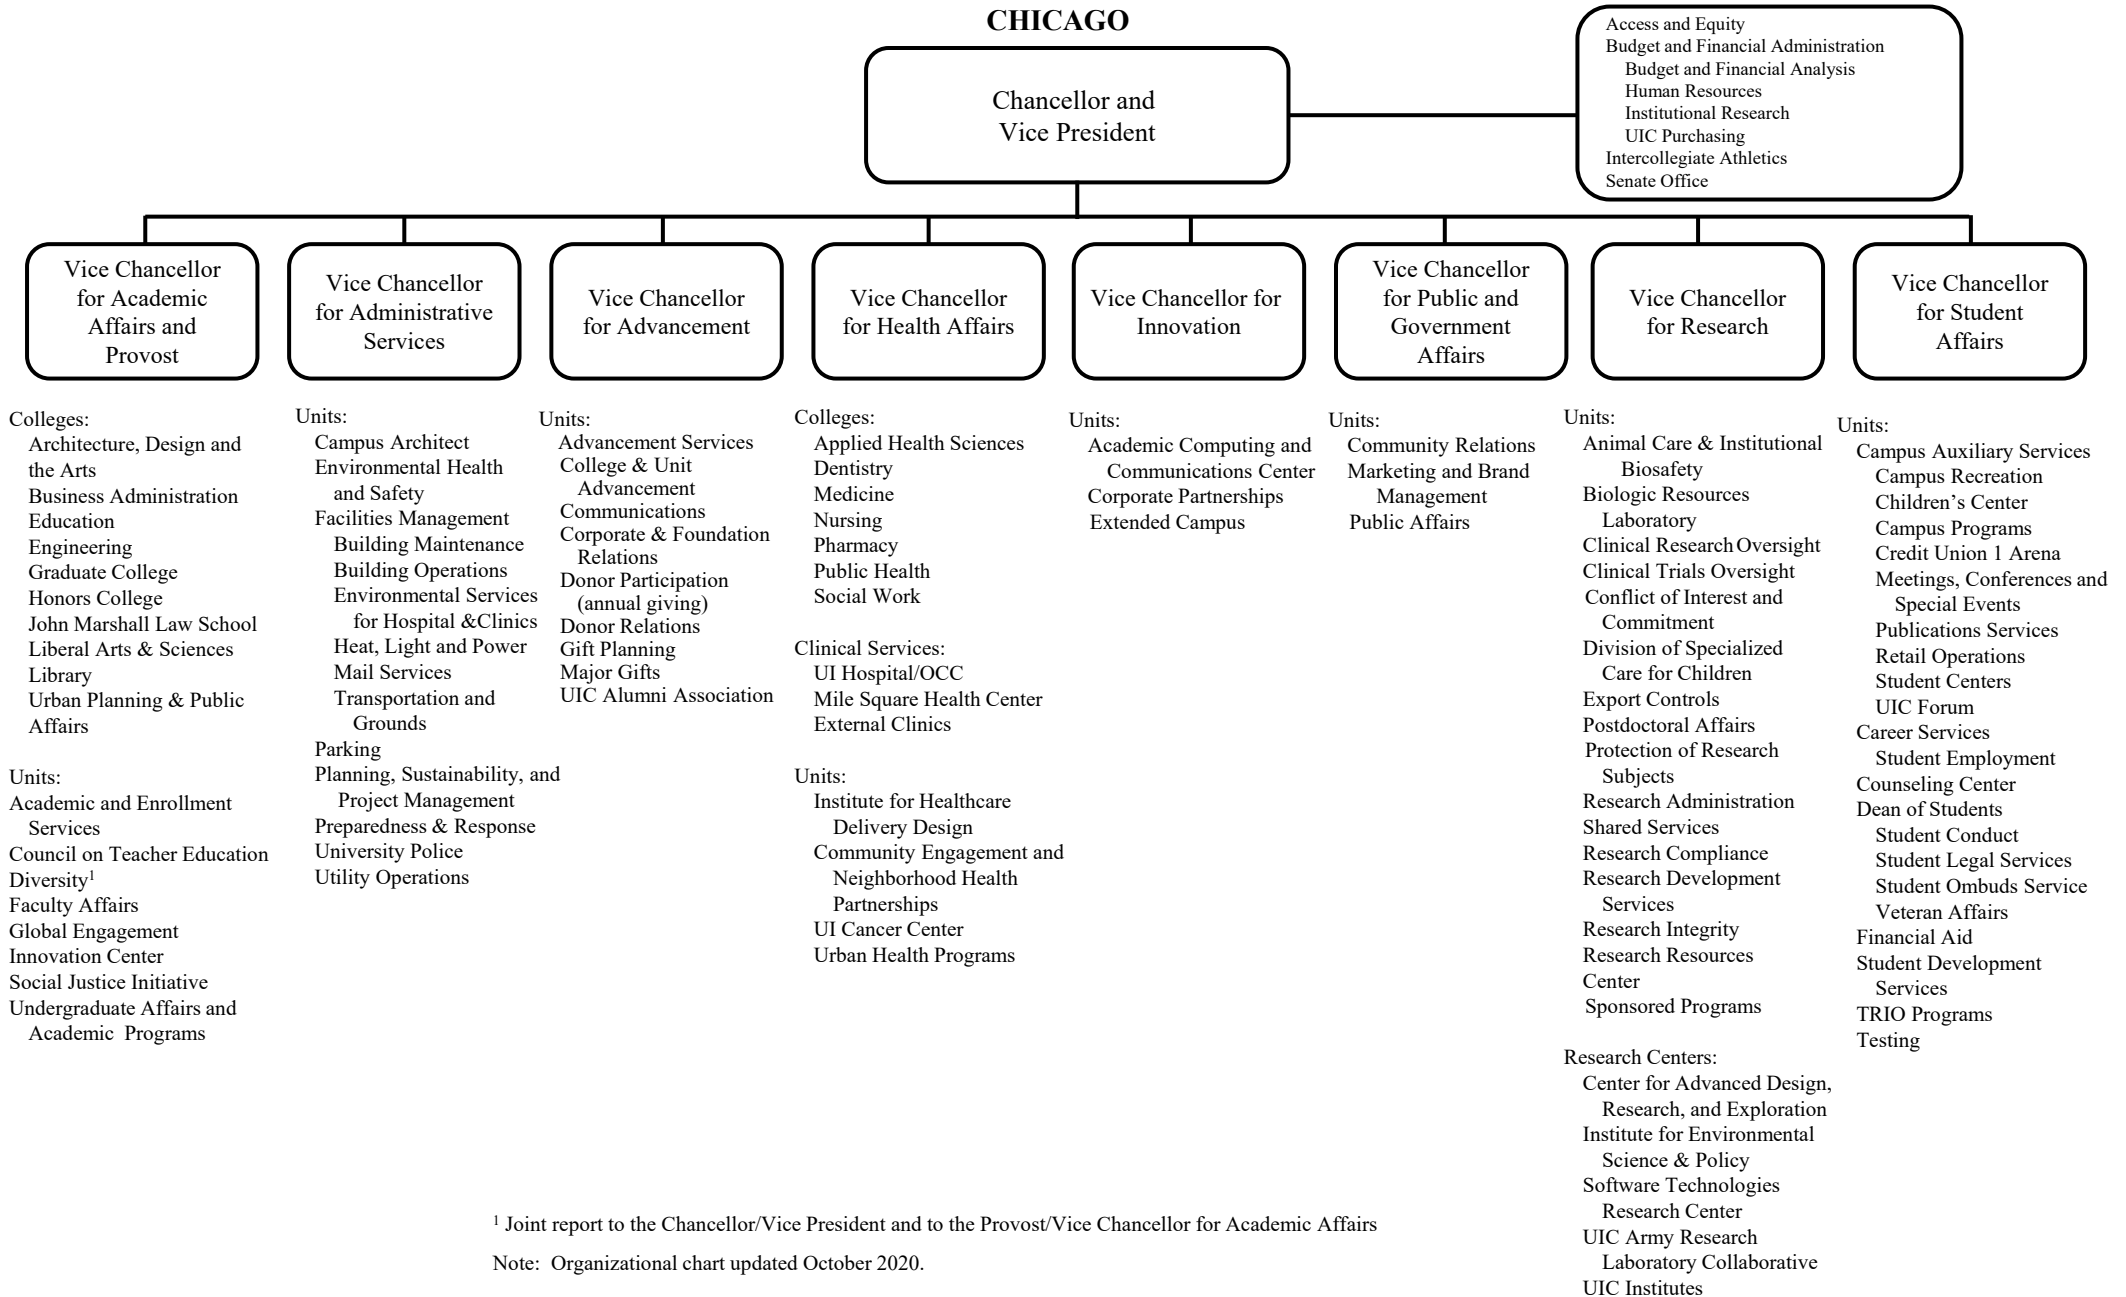 CHICAGO
Chancellor and
Vice President
Access and Equity
Budget and Financial Administration
Budget and Financial Analysis
Human Resources
Institutional Research
UIC Purchasing
Intercollegiate Athletics
Senate Office
Vice Chancellor
for Academic
Affairs and
Provost
Colleges:
Architecture, Design and
the Arts
Business Administration
Education
Engineering
Graduate College
Honors College
John Marshall Law School
Liberal Arts & Sciences
Library
Urban Planning & Public
Affairs
Units:
Academic and Enrollment
Services
Council on Teacher Education
Diversity¹
Faculty Affairs
Global Engagement
Innovation Center
Social Justice Initiative
Undergraduate Affairs and
Academic Programs
Vice Chancellor
for Administrative
Services
Units:
Campus Architect
Environmental Health
and Safety
Facilities Management
Building Maintenance
Building Operations
Environmental Services
for Hospital &Clinics
Heat, Light and Power
Mail Services
Transportation and
Grounds
Parking
Planning, Sustainability, and
Project Management
Preparedness & Response
University Police
Utility Operations
Vice Chancellor
for Advancement
Units:
Advancement Services
College & Unit
Advancement
Communications
Corporate & Foundation
Relations
Donor Participation
(annual giving)
Donor Relations
Gift Planning
Major Gifts
UIC Alumni Association
Vice Chancellor
for Health Affairs
Colleges:
Applied Health Sciences
Dentistry
Medicine
Nursing
Pharmacy
Public Health
Social Work
Clinical Services:
UI Hospital/OCC
Mile Square Health Center
External Clinics
Units:
Institute for Healthcare
Delivery Design
Community Engagement and
Neighborhood Health
Partnerships
UI Cancer Center
Urban Health Programs
Vice Chancellor for
Innovation
Units:
Academic Computing and
Communications Center
Corporate Partnerships
Extended Campus
Vice Chancellor
for Public and
Government
Affairs
Units:
Community Relations
Marketing and Brand
Management
Public Affairs
Vice Chancellor
for Research
Units:
Animal Care & Institutional
Biosafety
Biologic Resources
Laboratory
Clinical Research Oversight
Clinical Trials Oversight
Conflict of Interest and
Commitment
Division of Specialized
Care for Children
Export Controls
Postdoctoral Affairs
Protection of Research
Subjects
Research Administration
Shared Services
Research Compliance
Research Development
Services
Research Integrity
Research Resources
Center
Sponsored Programs
Research Centers:
Center for Advanced Design,
Research, and Exploration
Institute for Environmental
Science & Policy
Software Technologies
Research Center
UIC Army Research
Laboratory Collaborative
UIC Institutes
Vice Chancellor
for Student
Affairs
Units:
Campus Auxiliary Services
Campus Recreation
Children’s Center
Campus Programs
Credit Union 1 Arena
Meetings, Conferences and
Special Events
Publications Services
Retail Operations
Student Centers
UIC Forum
Career Services
Student Employment
Counseling Center
Dean of Students
Student Conduct
Student Legal Services
Student Ombuds Service
Veteran Affairs
Financial Aid
Student Development
Services
TRIO Programs
Testing
¹ Joint report to the Chancellor/Vice President and to the Provost/Vice Chancellor for Academic Affairs
Note: Organizational chart updated October 2020.